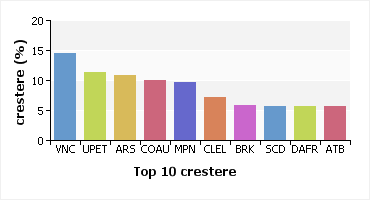 crestere (%)
20
15
10
5
0
VNC UPET ARS COAU MPN CLEL BRK SCD DAFR ATB
Top 10 crestere